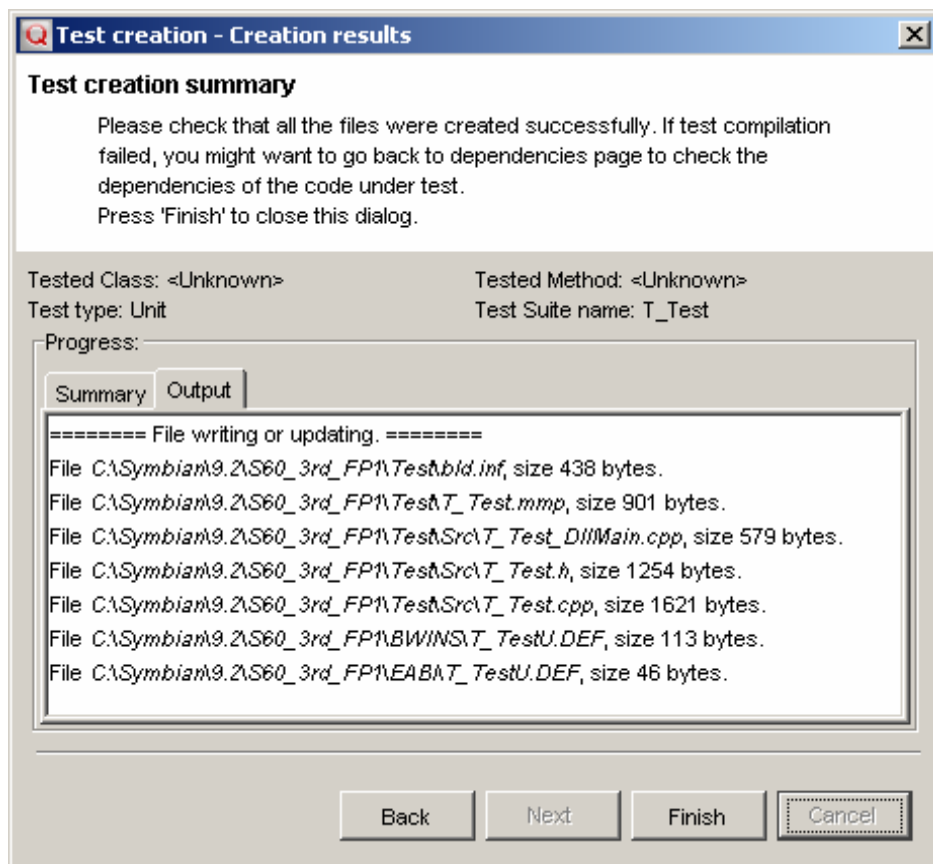 Test creation - Creation results
Test creation summary
Please check that all the files were created successfully. If test compilation
failed, you might want to go back to dependencies page to check the
dependencies of the code under test.
Press 'Finish' to close this dialog.
Tested Class: <Unknown> Tested Method: <Unknown>
Test type: Unit Test Suite name: T_Test
Progress:
Summary Output
======== File writing or updating. ========
File C:\Symbian\9.2\S60_3rd_FP1\Test\bld.inf, size 438 bytes.
File C:\Symbian\9.2\S60_3rd_FP1\Test\T_Test.mmp, size 901 bytes.
File C:\Symbian\9.2\S60_3rd_FP1\Test\Src\T_Test_DllMain.cpp, size 579 bytes.
File C:\Symbian\9.2\S60_3rd_FP1\Test\Src\T_Test.h, size 1254 bytes.
File C:\Symbian\9.2\S60_3rd_FP1\Test\Src\T_Test.cpp, size 1621 bytes.
File C:\Symbian\9.2\S60_3rd_FP1\BWINS\T_TestU.DEF, size 113 bytes.
File C:\Symbian\9.2\S60_3rd_FP1\EABI\T_TestU.DEF, size 46 bytes.
Back Next Finish Cancel